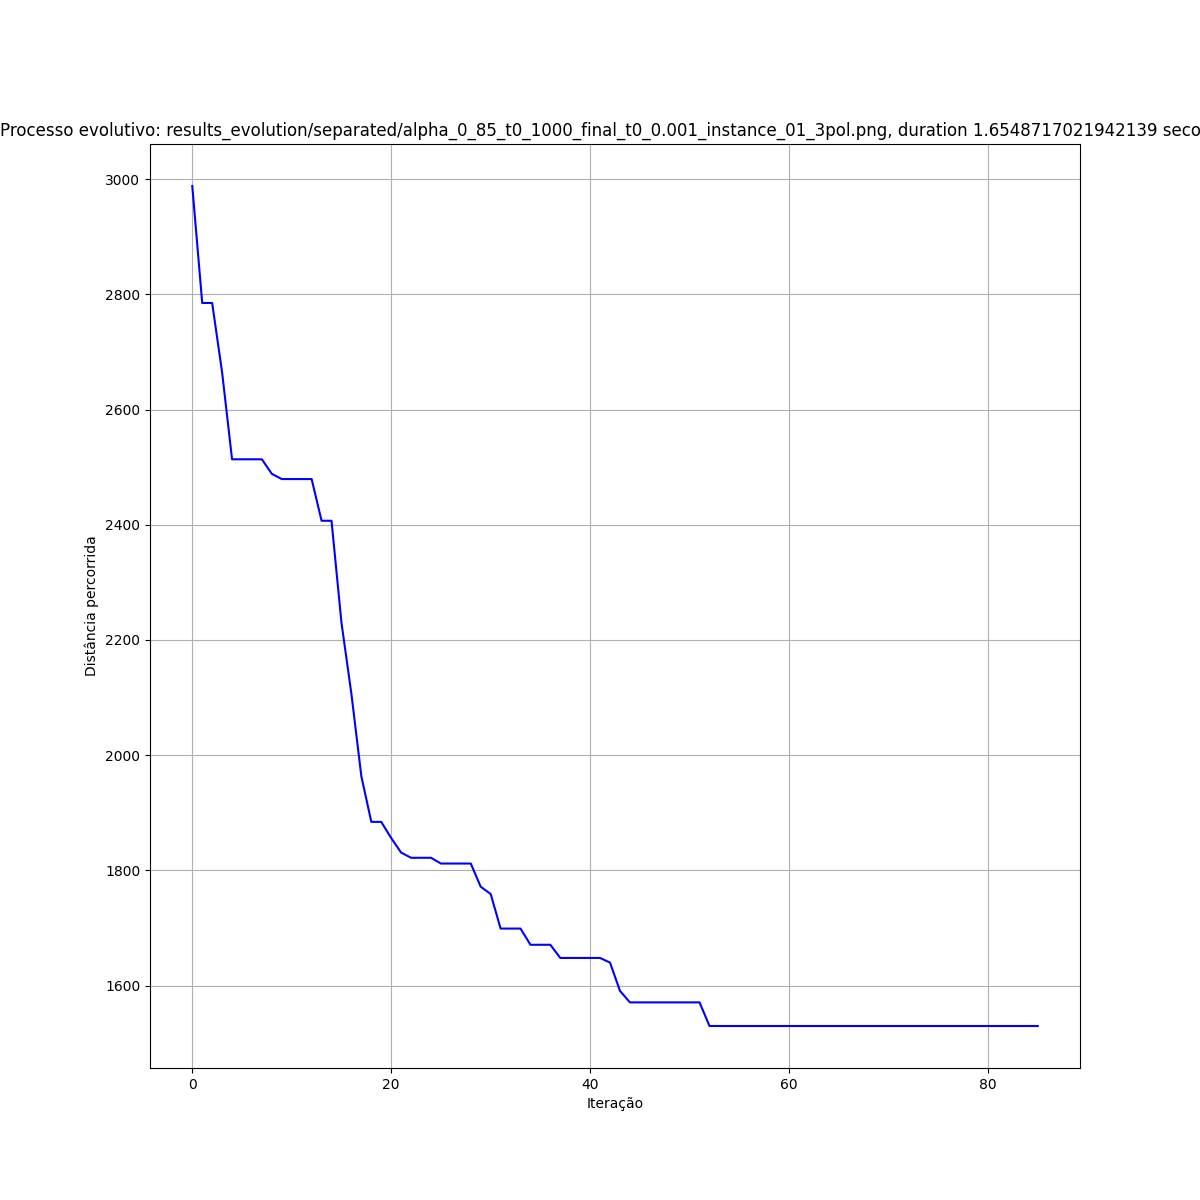 Processo evolutivo: results_evolution/separated/alpha_0_85_t0_1000_final_t0_0.001_instance_01_3pol.png, duration 1.6548717021942139 seco
3000
2800
2600
2400
2200
2000
1800
1600
Distância percorrida
0 20 40 60 80
Iteração